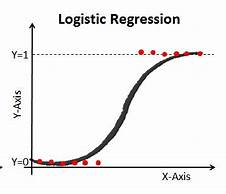 Logistic Regression
Y=1
Y-Axis
Y=0
X-Axis